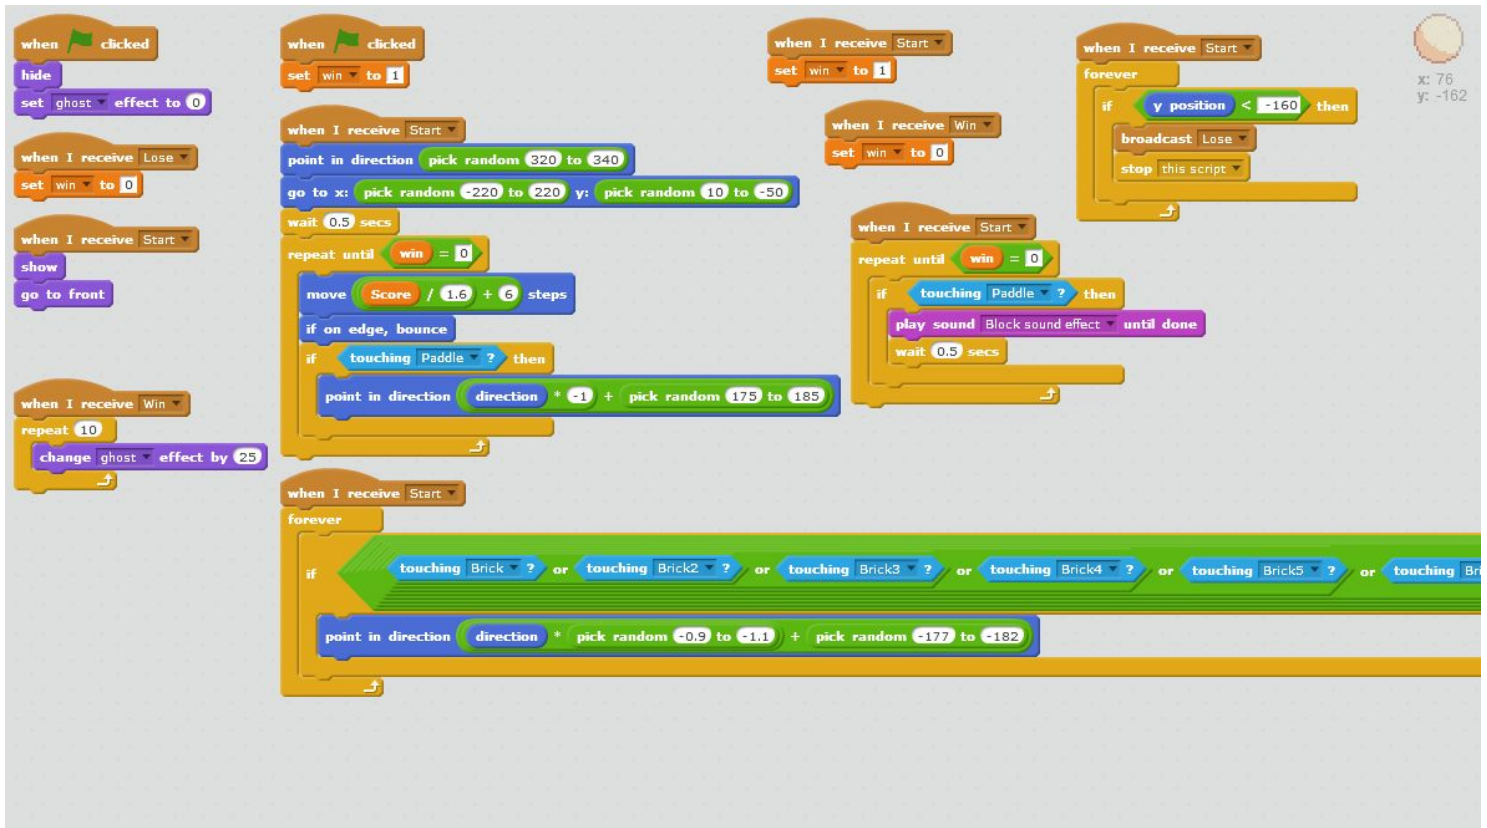 when clicked
hide
set ghost effect to 0
when I receive Lose
set win to 0
when I receive Start
show
go to front
when I receive Win
repeat 10
change ghost effect by 25
when clicked
set win to 1
when I receive Start
point in direction pick random 320 to 340
go to x: pick random -220 to 220 y: pick random 10 to -50
wait 0.5 secs
repeat until win = 0
move Score / 1.6 + 6 steps
if on edge, bounce
if touching Paddle ? then
point in direction direction * -1 + pick random 175 to 185
when I receive Start
forever
if touching Brick ? or touching Brick2 ? or touching Brick3 ? or touching Brick4 ? or touching Brick5 ? or touching Bri
point in direction direction * pick random -0.9 to -1.1 + pick random -177 to -182
when I receive Start
set win to 1
when I receive Win
set win to 0
when I receive Start
repeat until win = 0
if touching Paddle ? then
play sound Block sound effect until done
wait 0.5 secs
when I receive Start
forever
if y position < -160 then
broadcast Lose
stop this script
x: 76
y: -162